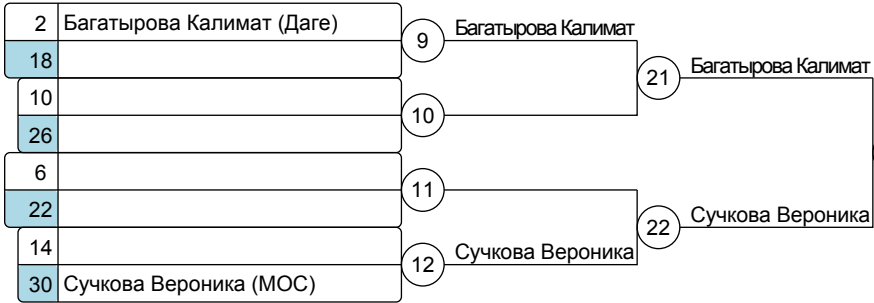 2 Багатырова Калимат (Даге)
18
10
26
6
22
14
30 Сучкова Вероника (МОС)
9 Багатырова Калимат
10
11
12 Сучкова Вероника
21 Багатырова Калимат
22 Сучкова Вероника